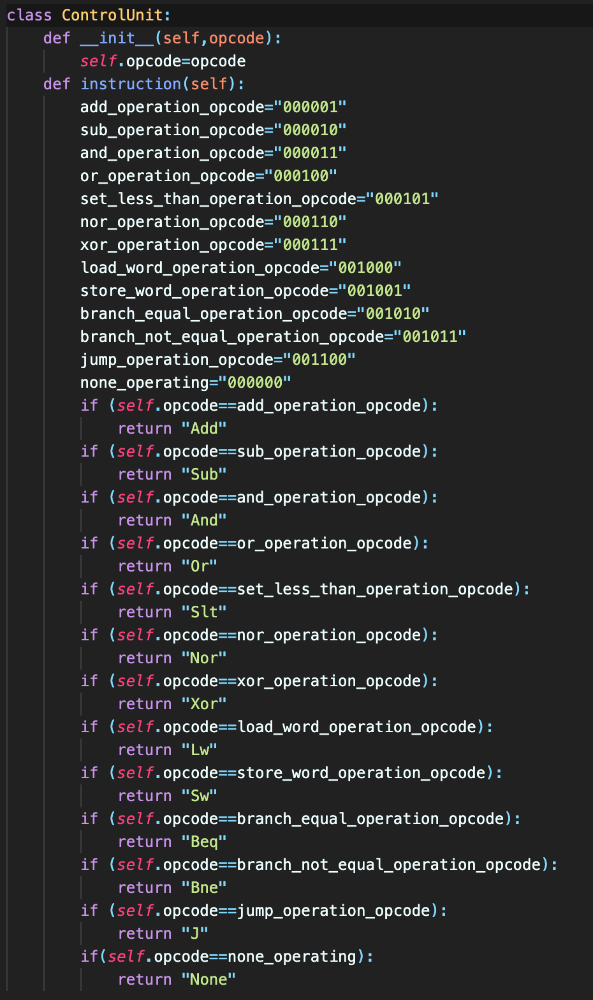 class ControlUnit:
    def __init__(self,opcode):
        self.opcode=opcode
    def instruction(self):
        add_operation_opcode="000001"
        sub_operation_opcode="000010"
        and_operation_opcode="000011"
        or_operation_opcode="000100"
        set_less_than_operation_opcode="000101"
        nor_operation_opcode="000110"
        xor_operation_opcode="000111"
        load_word_operation_opcode="001000"
        store_word_operation_opcode="001001"
        branch_equal_operation_opcode="001010"
        branch_not_equal_operation_opcode="001011"
        jump_operation_opcode="001100"
        none_operating="000000"
        if (self.opcode==add_operation_opcode):
            return "Add"
        if (self.opcode==sub_operation_opcode):
            return "Sub"
        if (self.opcode==and_operation_opcode):
            return "And"
        if (self.opcode==or_operation_opcode):
            return "Or"
        if (self.opcode==set_less_than_operation_opcode):
            return "Slt"
        if (self.opcode==nor_operation_opcode):
            return "Nor"
        if (self.opcode==xor_operation_opcode):
            return "Xor"
        if (self.opcode==load_word_operation_opcode):
            return "Lw"
        if (self.opcode==store_word_operation_opcode):
            return "Sw"
        if (self.opcode==branch_equal_operation_opcode):
            return "Beq"
        if (self.opcode==branch_not_equal_operation_opcode):
            return "Bne"
        if (self.opcode==jump_operation_opcode):
            return "J"
        if(self.opcode==none_operating):
            return "None"